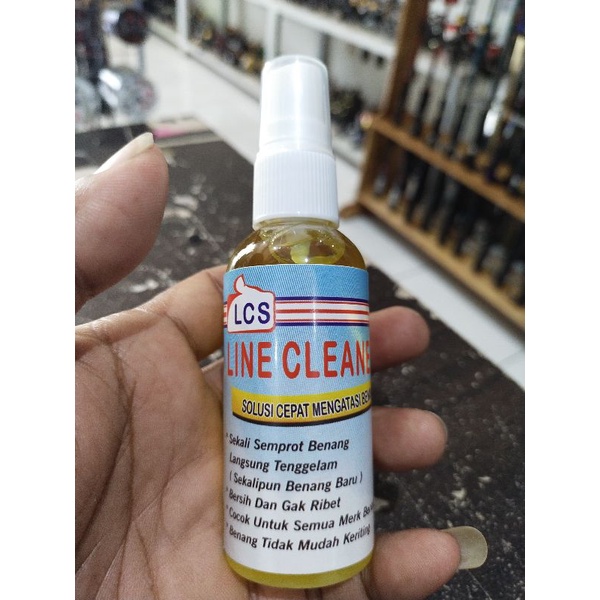 LCS
LINE CLEANE
SOLUSI CEPAT MENGATASI
* Sekali Semprot Benang
Langsung Tenggelam
( Sekalipun Benang Baru )
* Bersih Dan Gak Ribet
* Cocok Untuk Semua Merk
* Benang Tidak Mudah Keriting